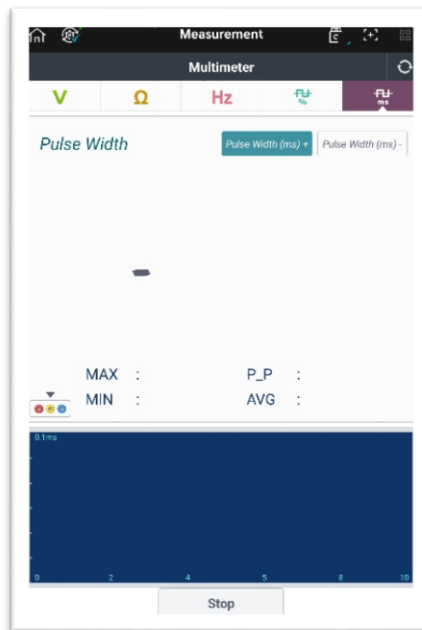 Measurement
Multimeter
V Ω Hz % ms
Pulse Width Pulse Width (ms) + Pulse Width (ms) -
MAX : P_P :
MIN : AVG :
0.1ms
0 2 4 5 8 10
Stop